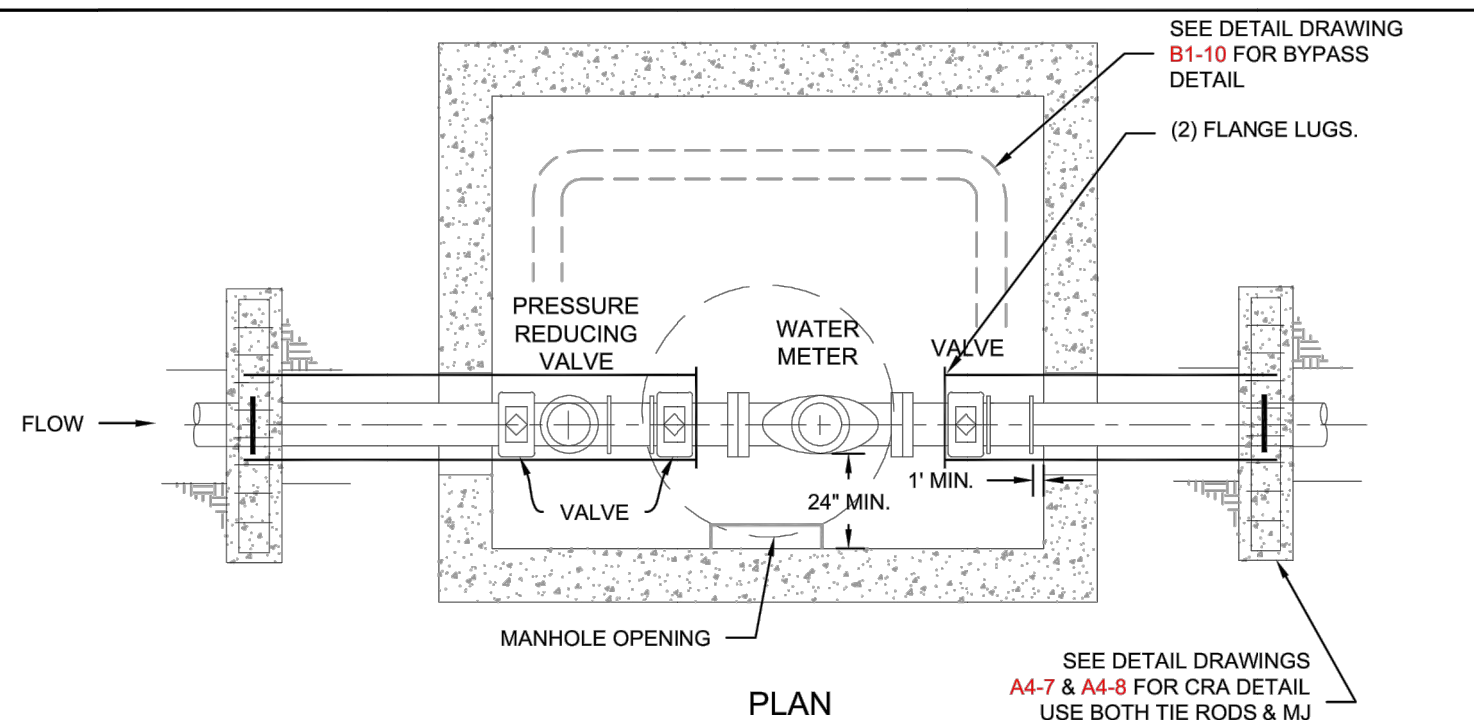 SEE DETAIL DRAWING
B1-10 FOR BYPASS
DETAIL
(2) FLANGE LUGS.
PRESSURE
REDUCING
VALVE
WATER
METER
VALVE
FLOW
1' MIN.
24" MIN.
VALVE
MANHOLE OPENING
SEE DETAIL DRAWINGS
A4-7 & A4-8 FOR CRA DETAIL
USE BOTH TIE RODS & MJ
PLAN